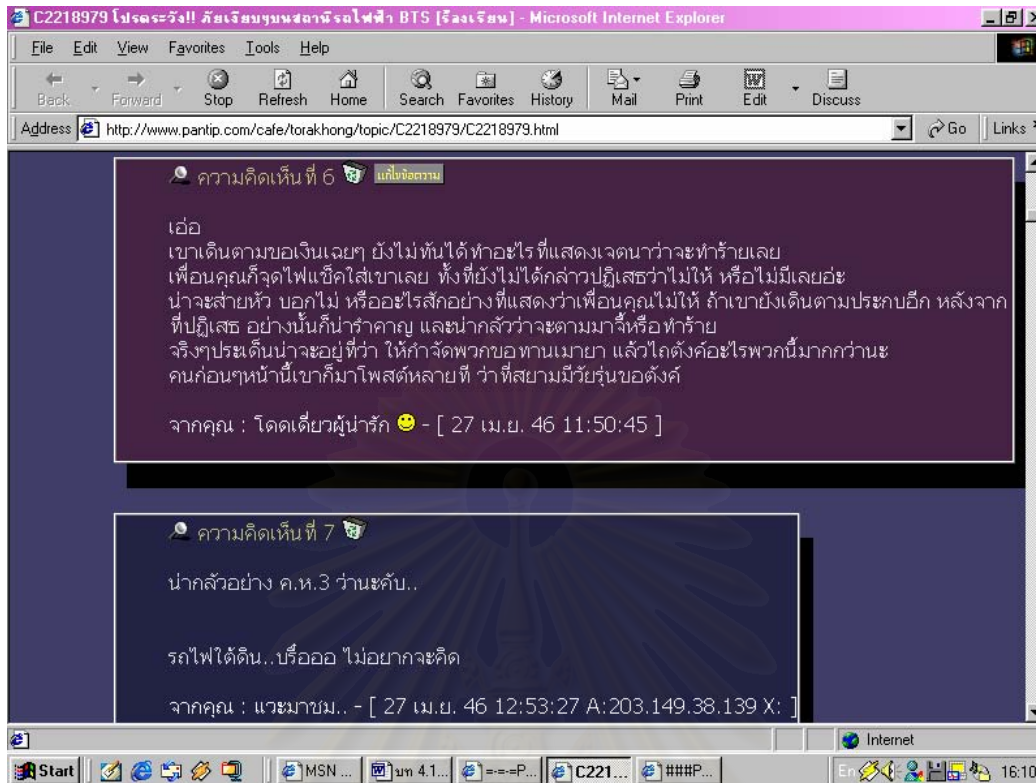 C2218979 โปรดระวัง!! ภัยเงียบๆบนสถานีรถไฟฟ้า BTS [ร้องเรียน] - Microsoft Internet Explorer
File Edit View Favorites Tools Help
Back Forward Stop Refresh Home Search Favorites History Mail Print Edit Discuss
Address http://www.pantip.com/cafe/torakhong/topic/C2218979/C2218979.html Go Links
ความคิดเห็นที่ 6 แก้ไขข้อความ
เอ่อ
เขาเดินตามขอเงินเฉยๆ ยังไม่ทันได้ทำอะไรที่แสดงเจตนาว่าจะทำร้ายเลย
เพื่อนคุณก็จุดไฟแช็คใส่เขาเลย ทั้งที่ยังไม่ได้กล่าวปฏิเสธว่าไม่ให้ หรือไม่มีเลยอ่ะ
น่าจะส่ายหัว บอกไม่ หรืออะไรสักอย่างที่แสดงว่าเพื่อนคุณไม่ให้ ถ้าเขายังเดินตามประกบอีก หลังจาก
ที่ปฏิเสธ อย่างนั้นก็น่ารำคาญ และน่ากลัวว่าจะตามมาจี้หรือทำร้าย
จริงๆประเด็นน่าจะอยู่ที่ว่า ให้กำจัดพวกขอทานเมายา แล้วไถตังค์อะไรพวกนี้มากกว่านะ
คนก่อนๆหน้านี้เขาก็มาโพสต์หลายที ว่าที่สยามมีวัยรุ่นขอตังค์
จากคุณ : โดดเดี่ยวผู้น่ารัก - [ 27 เม.ย. 46 11:50:45 ]
ความคิดเห็นที่ 7
น่ากลัวอย่าง ค.ห.3 ว่านะคับ..
รถไฟใต้ดิน..บรื๋อออ ไม่อยากจะคิด
จากคุณ : แวะมาชม.. - [ 27 เม.ย. 46 12:53:27 A:203.149.38.139 X: ]
Internet
Start MSN ... บท 4.1... =-=-=P... C221... ###P... En